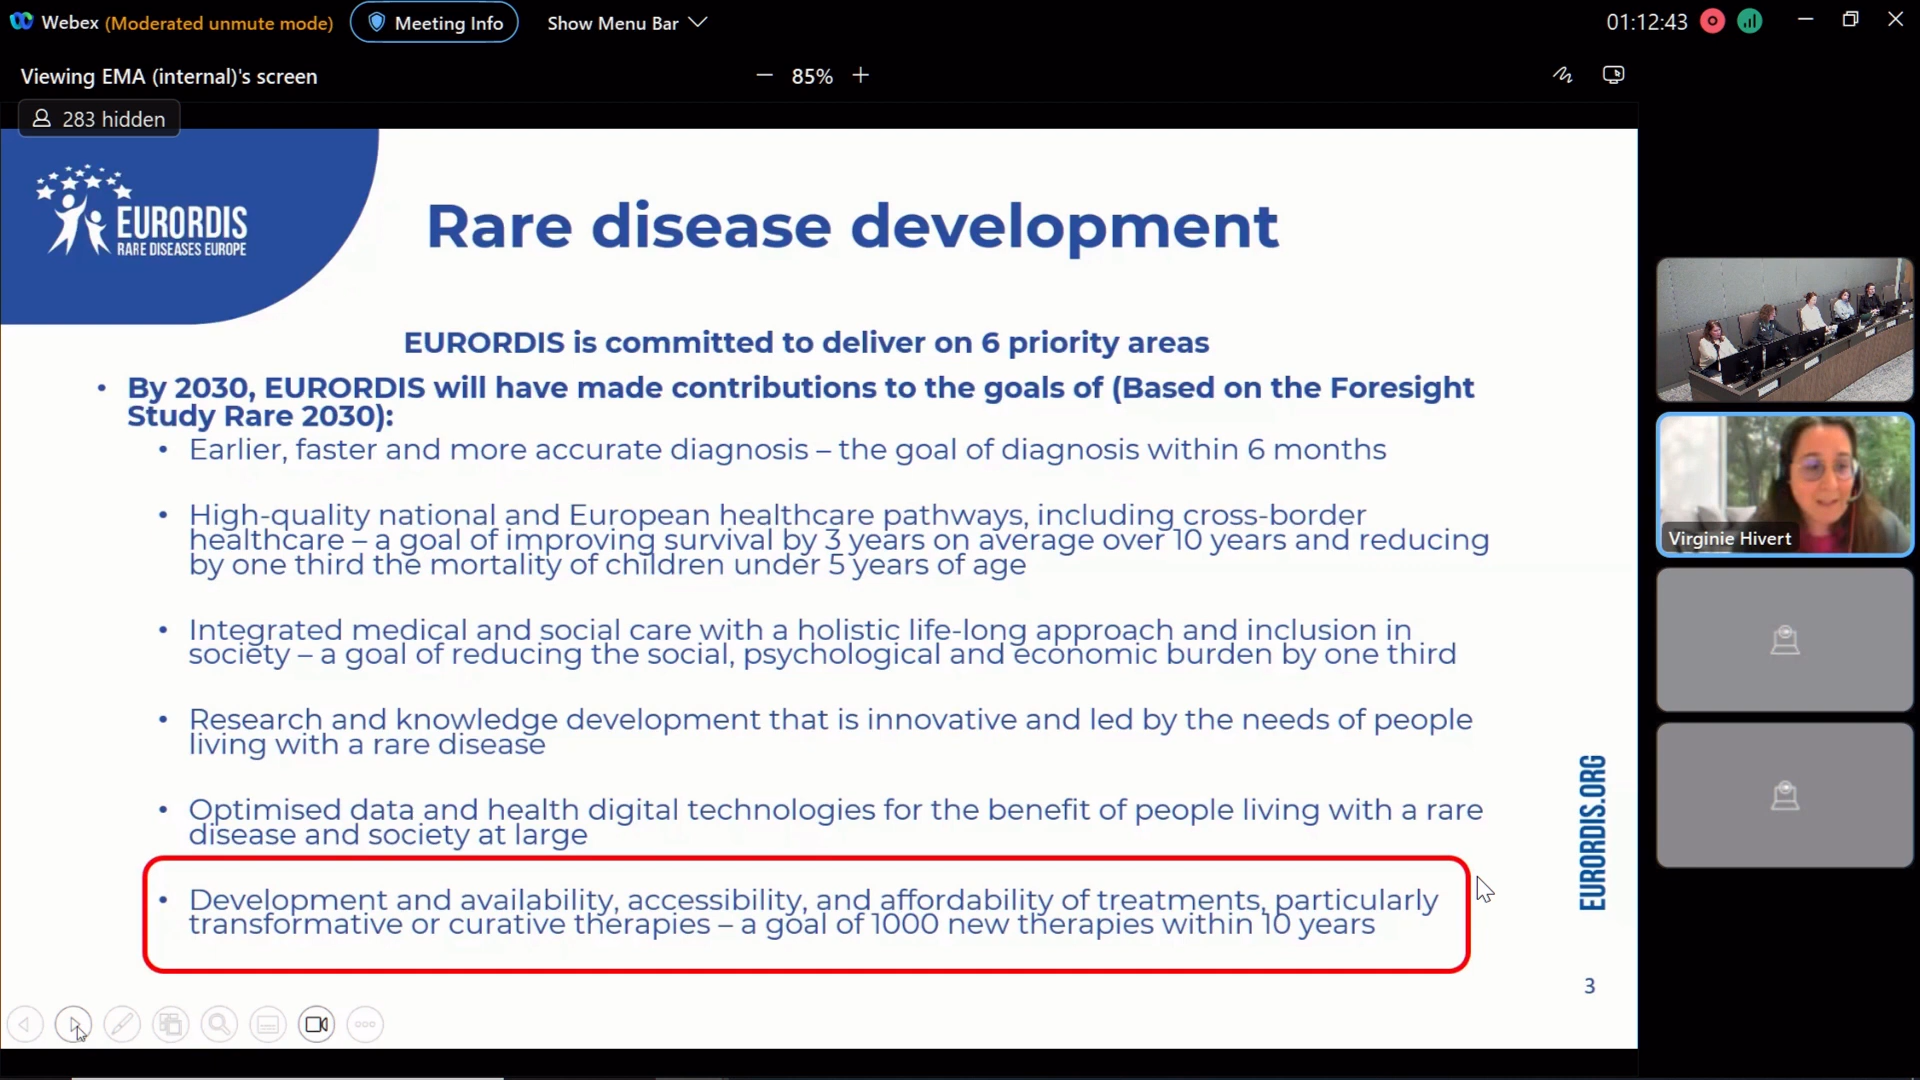 Webex (Moderated unmute mode) Meeting Info Show Menu Bar 01:12:43
Viewing EMA (internal)'s screen 85%
283 hidden
EURORDIS
RARE DISEASES EUROPE
Rare disease development
EURORDIS is committed to deliver on 6 priority areas
• By 2030, EURORDIS will have made contributions to the goals of (Based on the Foresight
Study Rare 2030):
• Earlier, faster and more accurate diagnosis – the goal of diagnosis within 6 months
• High-quality national and European healthcare pathways, including cross-border
healthcare – a goal of improving survival by 3 years on average over 10 years and reducing
by one third the mortality of children under 5 years of age
• Integrated medical and social care with a holistic life-long approach and inclusion in
society – a goal of reducing the social, psychological and economic burden by one third
• Research and knowledge development that is innovative and led by the needs of people
living with a rare disease
• Optimised data and health digital technologies for the benefit of people living with a rare
disease and society at large
• Development and availability, accessibility, and affordability of treatments, particularly
transformative or curative therapies – a goal of 1000 new therapies within 10 years
EURORDIS.ORG
3
Virginie Hivert